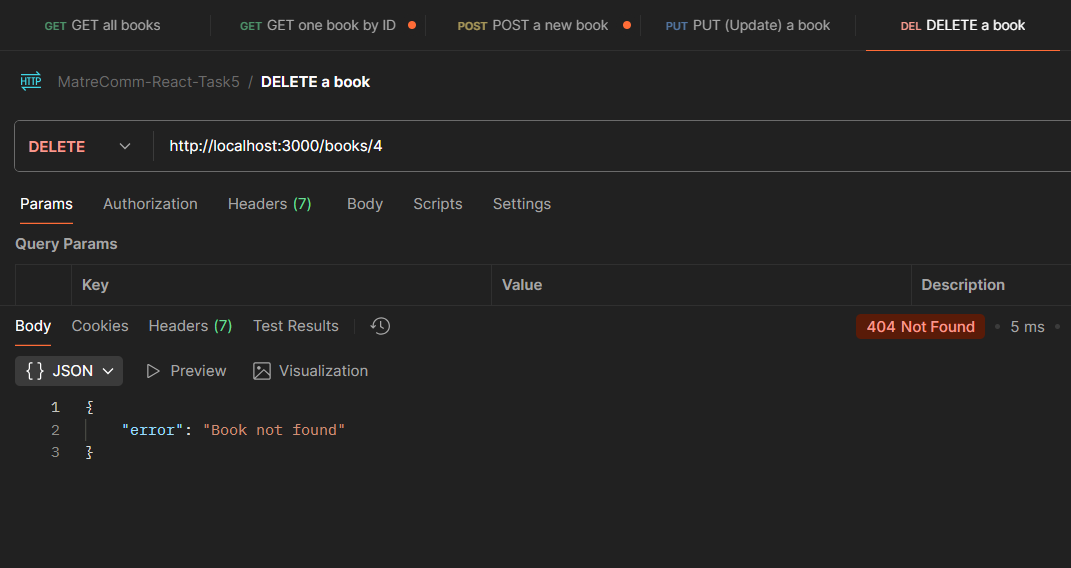 GET GET all books GET GET one book by ID POST POST a new book PUT PUT (Update) a book DEL DELETE a book
HTTP MatreComm-React-Task5 / DELETE a book
DELETE http://localhost:3000/books/4
Params Authorization Headers (7) Body Scripts Settings
Query Params
Key Value Description
Body Cookies Headers (7) Test Results 404 Not Found • 5 ms •
{ } JSON Preview Visualization
1 {
2 "error": "Book not found"
3 }